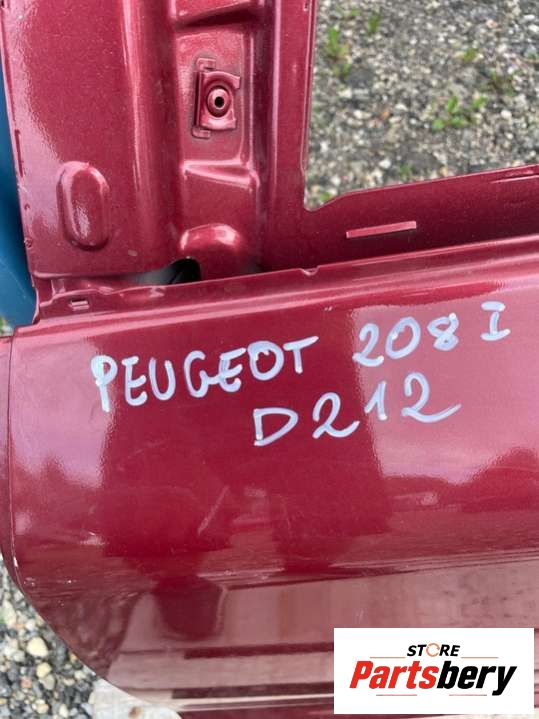 PEUGEOT 208 I
D212
STORE
Partsbery